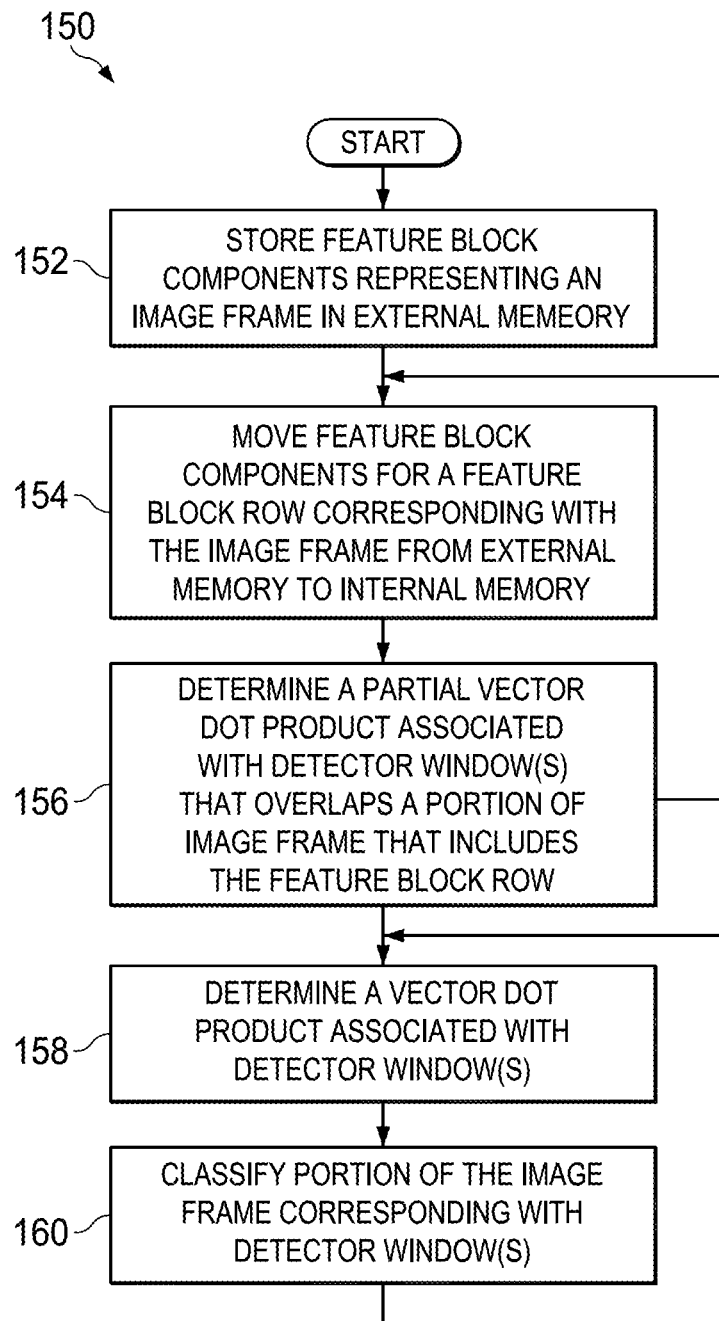 150
START
152
STORE FEATURE BLOCK
COMPONENTS REPRESENTING AN
IMAGE FRAME IN EXTERNAL MEMEORY
154
MOVE FEATURE BLOCK
COMPONENTS FOR A FEATURE
BLOCK ROW CORRESPONDING WITH
THE IMAGE FRAME FROM EXTERNAL
MEMORY TO INTERNAL MEMORY
156
DETERMINE A PARTIAL VECTOR
DOT PRODUCT ASSOCIATED
WITH DETECTOR WINDOW(S)
THAT OVERLAPS A PORTION OF
IMAGE FRAME THAT INCLUDES
THE FEATURE BLOCK ROW
158
DETERMINE A VECTOR DOT
PRODUCT ASSOCIATED WITH
DETECTOR WINDOW(S)
160
CLASSIFY PORTION OF THE IMAGE
FRAME CORRESPONDING WITH
DETECTOR WINDOW(S)